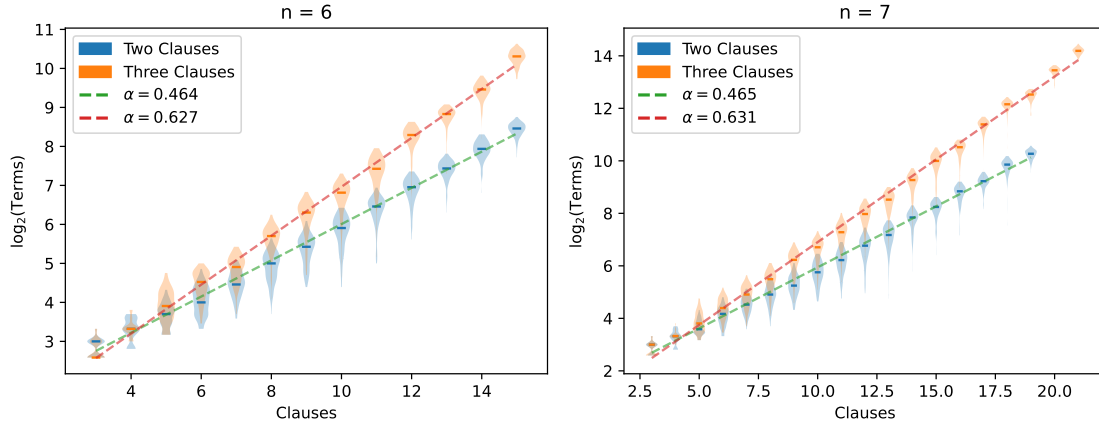 n = 6
11
10
9
8
7
6
5
4
3
log₂(Terms)
Two Clauses
Three Clauses
α = 0.464
α = 0.627
4
6
8
10
12
14
Clauses
n = 7
14
12
10
8
6
4
2
log₂(Terms)
Two Clauses
Three Clauses
α = 0.465
α = 0.631
2.5
5.0
7.5
10.0
12.5
15.0
17.5
20.0
Clauses